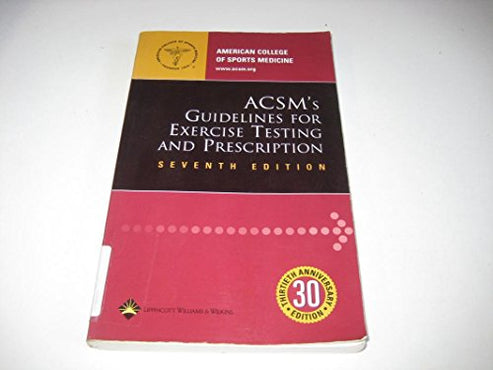 AMERICAN COLLEGE
OF SPORTS MEDICINE
www.acsm.org
ACSM's
GUIDELINES FOR
EXERCISE TESTING
AND PRESCRIPTION
SEVENTH EDITION
THIRTIETH ANNIVERSARY
30
EDITION
LIPPINCOTT WILLIAMS & WILKINS